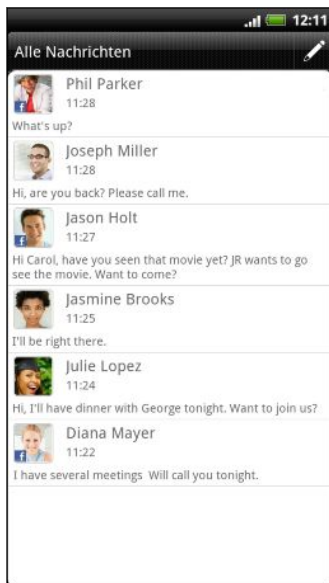 12:11
Alle Nachrichten
Phil Parker
11:28
What's up?
Joseph Miller
11:28
Hi, are you back? Please call me.
Jason Holt
11:27
Hi Carol, have you seen that movie yet? JR wants to go
see the movie. Want to come?
Jasmine Brooks
11:25
I'll be right there.
Julie Lopez
11:24
Hi, I'll have dinner with George tonight. Want to join us?
Diana Mayer
11:22
I have several meetings Will call you tonight.